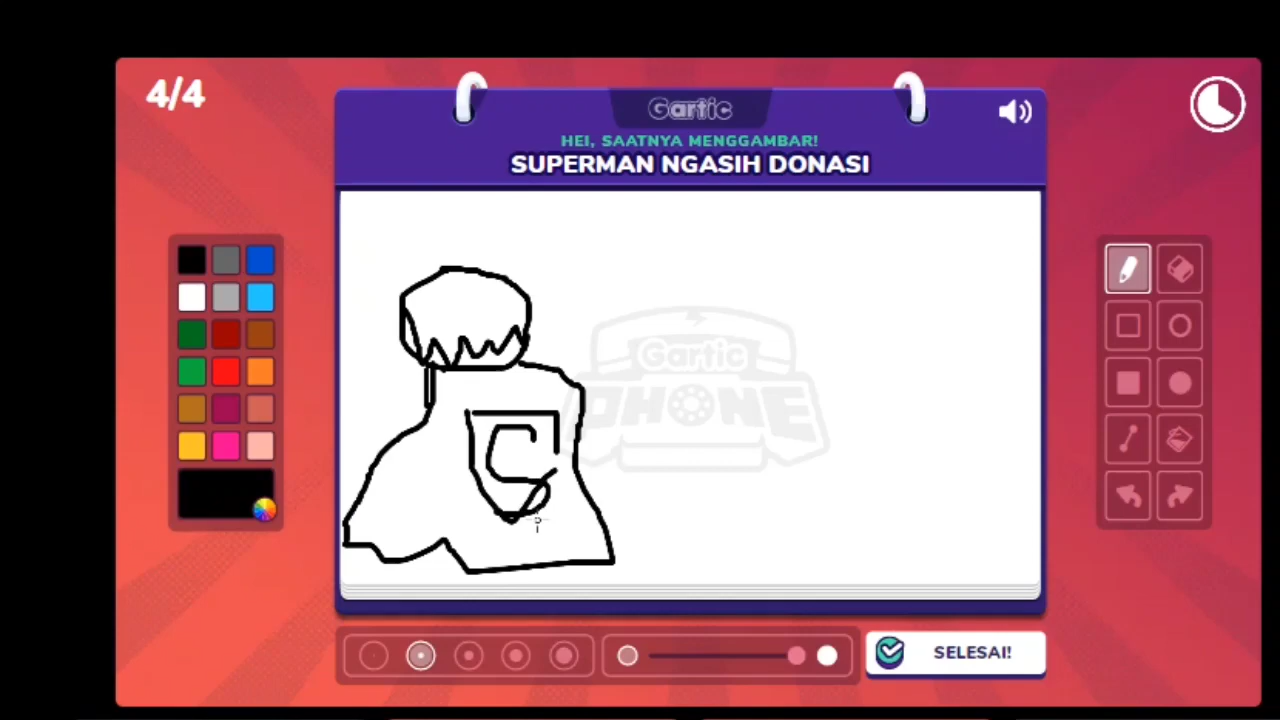 4/4
Gartic
HEI, SAATNYA MENGGAMBAR!
SUPERMAN NGASIH DONASI
Gartic
PHONE
S
SELESAI!